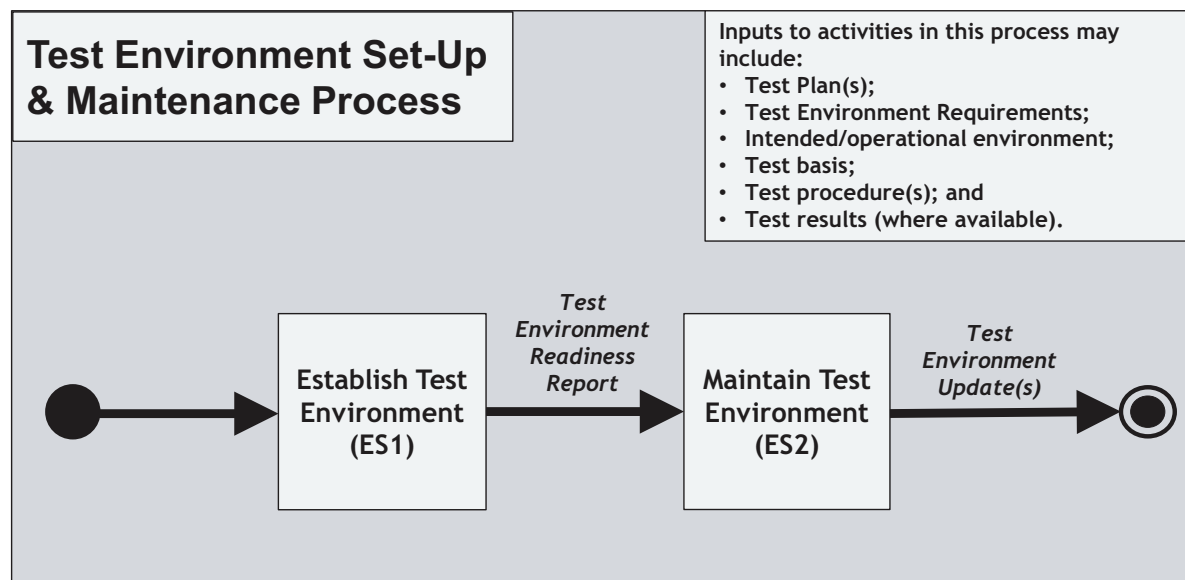 Test Environment Set-Up
& Maintenance Process
Inputs to activities in this process may
include:
• Test Plan(s);
• Test Environment Requirements;
• Intended/operational environment;
• Test basis;
• Test procedure(s); and
• Test results (where available).
Establish Test
Environment
(ES1)
Test
Environment
Readiness
Report
Maintain Test
Environment
(ES2)
Test
Environment
Update(s)